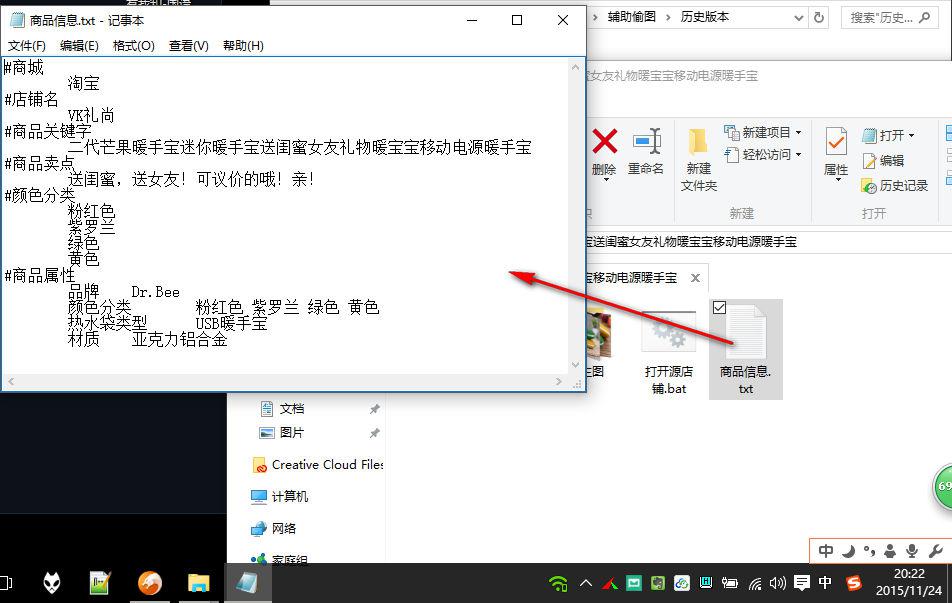 商品信息.txt - 记事本
文件(F) 编辑(E) 格式(O) 查看(V) 帮助(H)
#商城
淘宝
#店铺名
VK礼尚
#商品关键字
二代芒果暖手宝迷你暖手宝送闺蜜女友礼物暖宝宝移动电源暖手宝
#商品卖点
送闺蜜，送女友！可议价的哦！亲！
#颜色分类
粉红色
紫罗兰
绿色
黄色
#商品属性
品牌 Dr.Bee
颜色分类 粉红色 紫罗兰 绿色 黄色
热水袋类型 USB暖手宝
材质 亚克力铝合金
辅助偷图 › 历史版本
搜索"历史...
女友礼物暖宝宝移动电源暖手宝
删除
重命名
新建
文件夹
新建项目
轻松访问
新建
属性
打开
编辑
历史记录
打开
宝送闺蜜女友礼物暖宝宝移动电源暖手宝
宝移动电源暖手宝
主图
打开源店
铺.bat
商品信息.
txt
文档
图片
Creative Cloud Files
计算机
网络
家庭组
69
中
中
20:22
2015/11/24